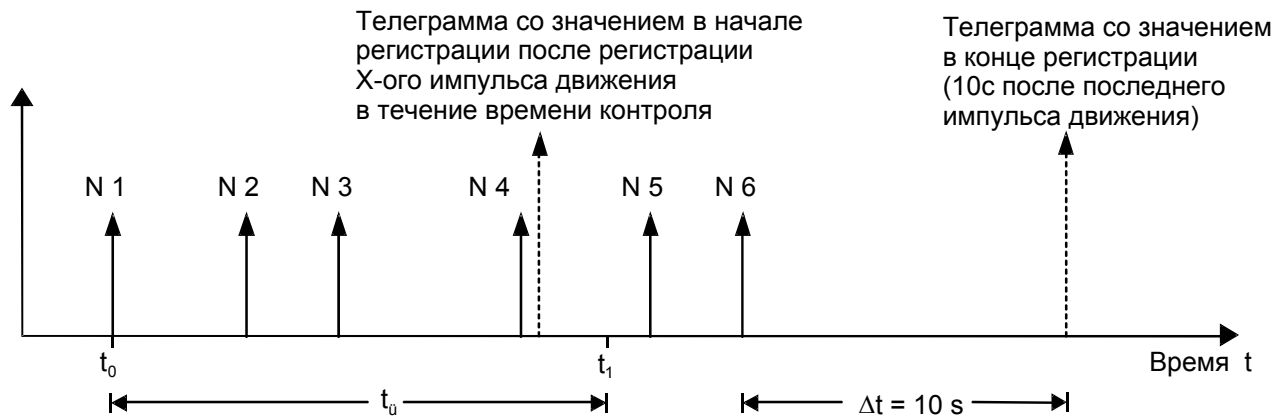 Телеграмма со значением в начале
регистрации после регистрации
X-ого импульса движения
в течение времени контроля
Телеграмма со значением
в конце регистрации
(10с после последнего
импульса движения)
N 1
N 2
N 3
N 4
N 5
N 6
t₀
t₁
Время t
tü
Δt = 10 s